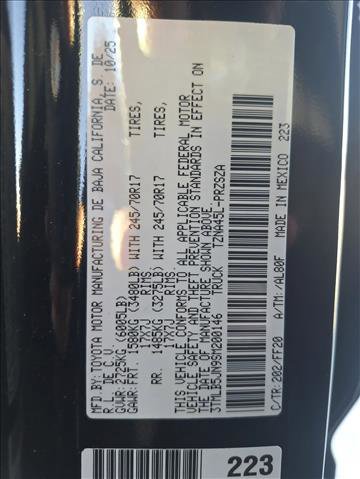 MFD.BY: TOYOTA MOTOR MANUFACTURING DE BAJA CALIFORNIA, S. DE
R. L. DE C.V. DATE: 10/25
GVWR: 2725KG (6005LB)
GAWR: FRT. 1580KG (3480LB) WITH 245/70R17 TIRES,
17X7J RIMS,
RR. 1485KG (3275LB) WITH 245/70R17 TIRES,
17X7J RIMS
THIS VEHICLE CONFORMS TO ALL APPLICABLE FEDERAL MOTOR
VEHICLE SAFETY AND THEFT PREVENTION STANDARDS IN EFFECT ON
THE DATE OF MANUFACTURE SHOWN ABOVE.
3TMLB5JN9SM200146 TRUCK TZNA45L-PRZSZA
C/TR: 202/FF20 A/TM: /AL80F MADE IN MEXICO 223
223